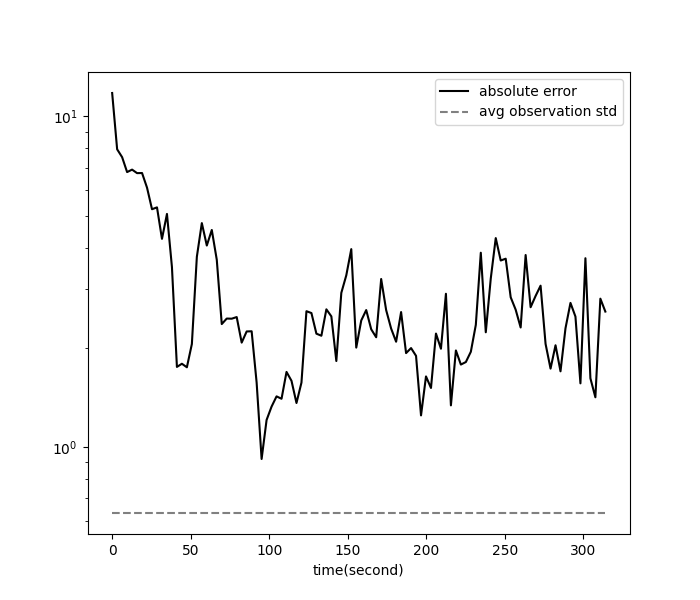 absolute error
avg observation std
10¹
10⁰
0 50 100 150 200 250 300
time(second)